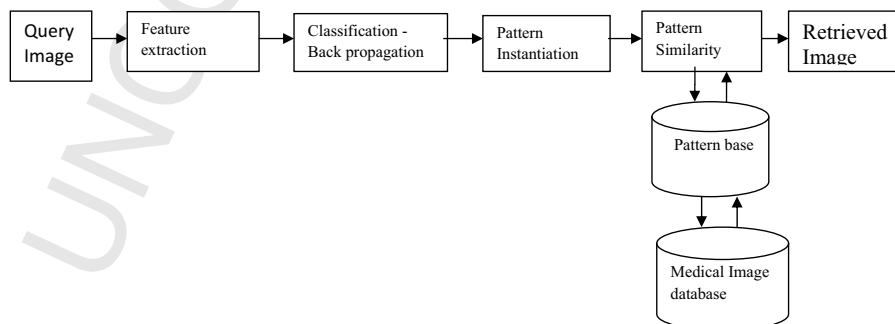 Query
Image
Feature
extraction
Classification -
Back propagation
Pattern
Instantiation
Pattern
Similarity
Retrieved
Image
Pattern base
Medical Image
database